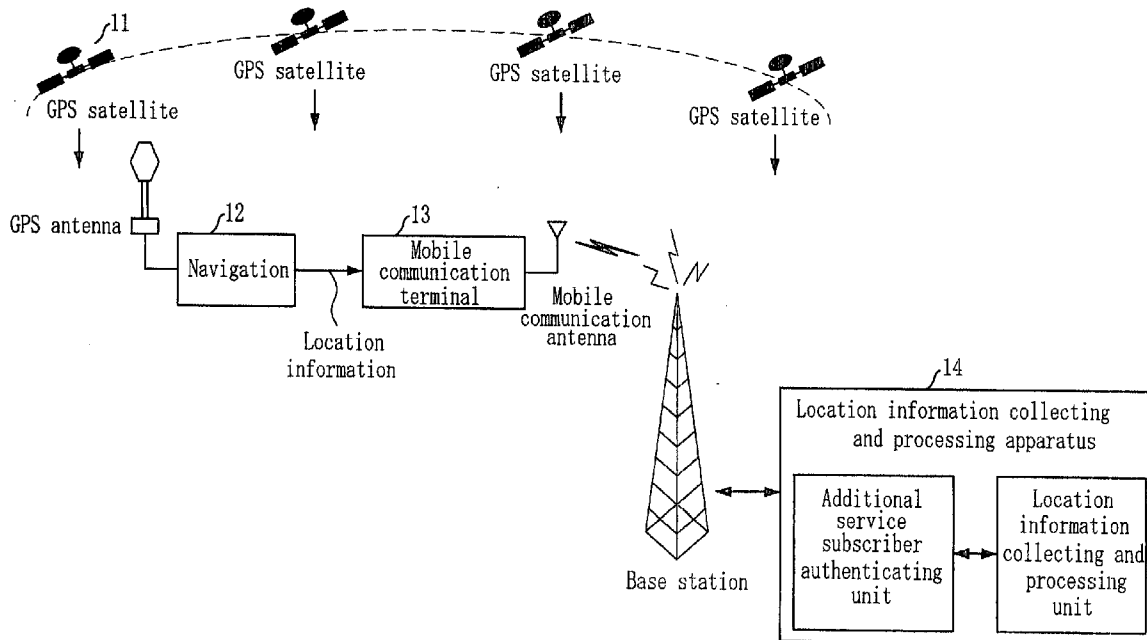 11
GPS satellite
GPS satellite
GPS satellite
GPS satellite
GPS antenna
12
Navigation
13
Mobile
communication
terminal
Location
information
Mobile
communication
antenna
Base station
14
Location information collecting
and processing apparatus
Additional
service
subscriber
authenticating
unit
Location
information
collecting and
processing
unit